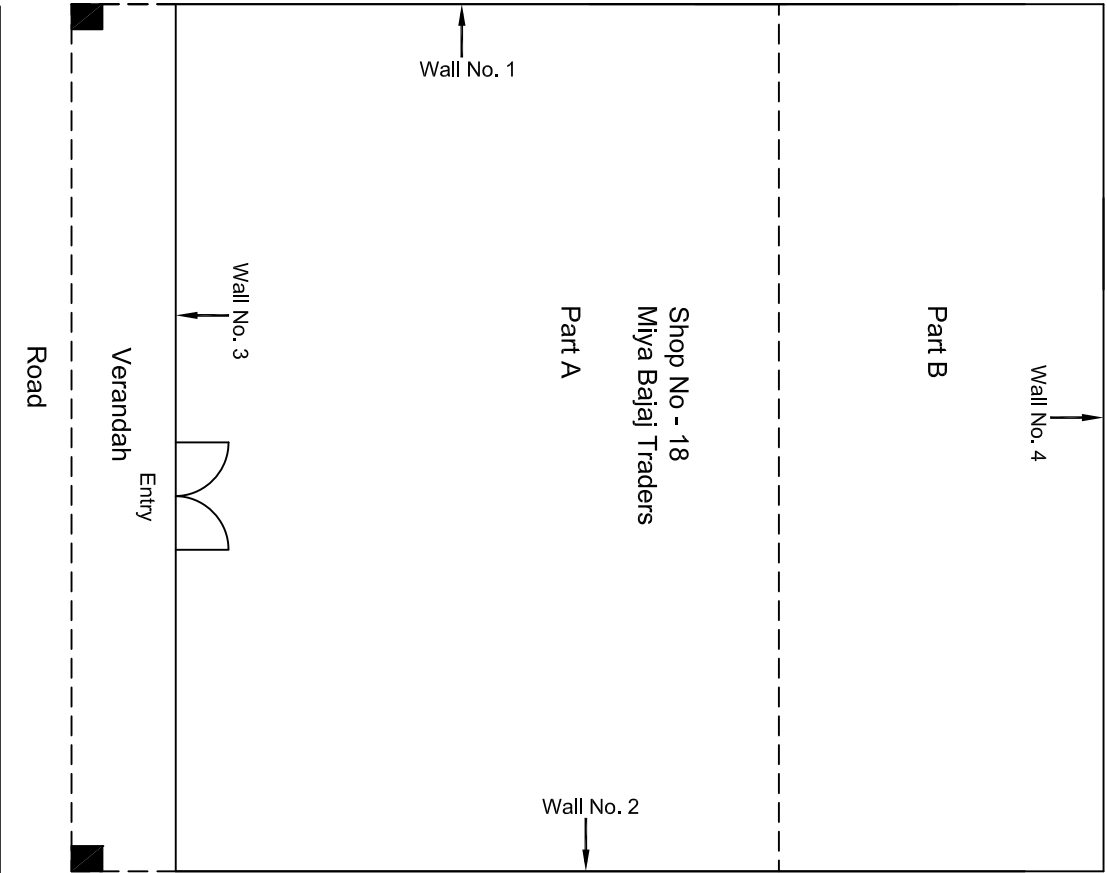 Wall No. 1
Wall No. 4
Part B
Shop No - 18
Miya Bajaj Traders
Part A
Wall No. 3
Wall No. 2
Entry
Verandah
Road